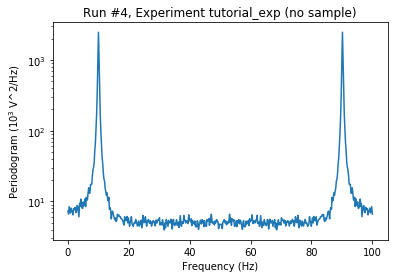 Run #4, Experiment tutorial_exp (no sample)
Periodogram (10³ V^2/Hz)
10³
10²
10¹
0 20 40 60 80 100
Frequency (Hz)